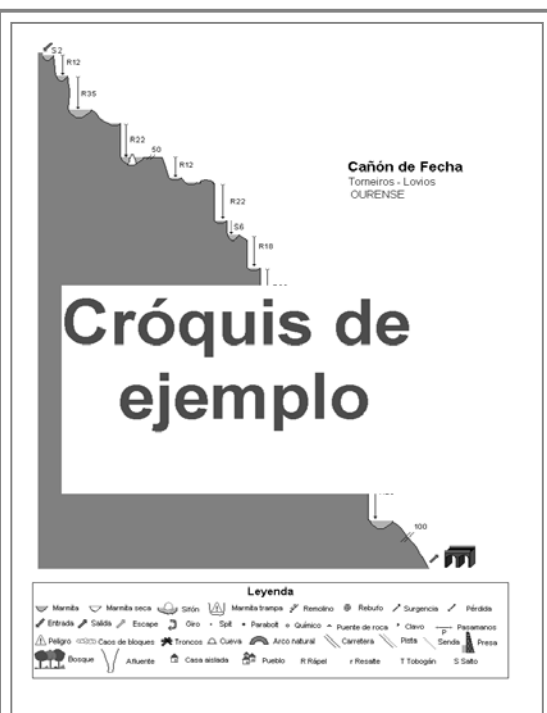 S2
R12
R35
R22
50
R12
Cañón de Fecha
Torneiros - Lovios
OURENSE
R22
S6
R18
Cróquis de
ejemplo
100
Leyenda
Marmita Marmita seca Sifón Marmita trampa Remolino Rebufo Surgencia Pérdida
Entrada Salida Escape Giro Spit Parabolt Químico Puente de roca Clavo P Pasamanos
Peligro Caos de bloques Troncos Cueva Arco natural Carretera Pista Senda Presa
Bosque Afluente Casa aislada Pueblo R Rápel r Resalte T Tobogán S Salto